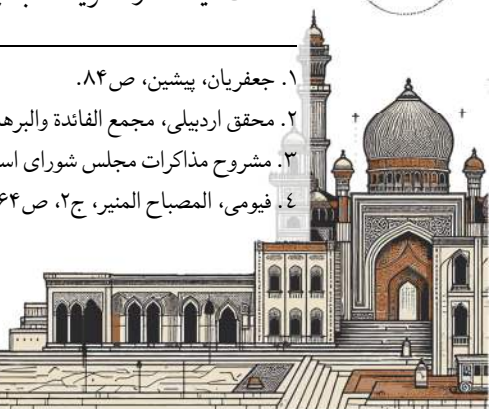 ۱. جعفریان، پیشین، ص۸۴.
۲. محقق اردبیلی، مجمع الفائدة والبره
۳. مشروح مذاکرات مجلس شورای اس
٤. فیومی، المصباح المنیر، ج۲، ص۶۴